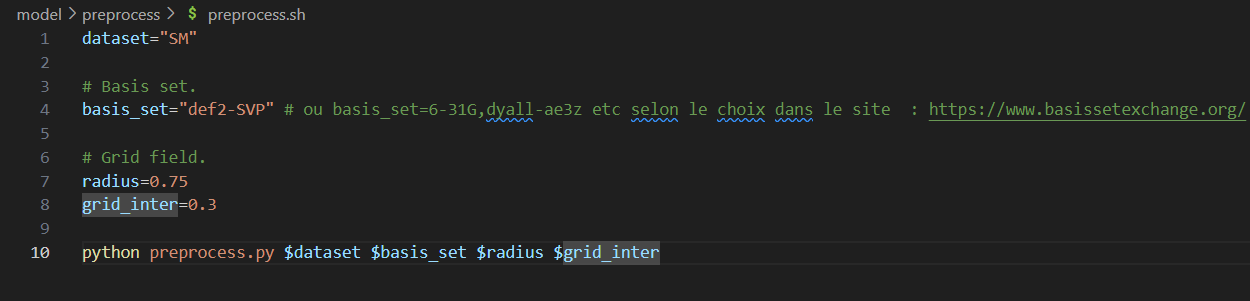 model > preprocess > $ preprocess.sh
1 dataset="SM"
2
3 # Basis set.
4 basis_set="def2-SVP" # ou basis_set=6-31G,dyall-ae3z etc selon le choix dans le site  : https://www.basissetexchange.org/
5
6 # Grid field.
7 radius=0.75
8 grid_inter=0.3
9
10 python preprocess.py $dataset $basis_set $radius $grid_inter